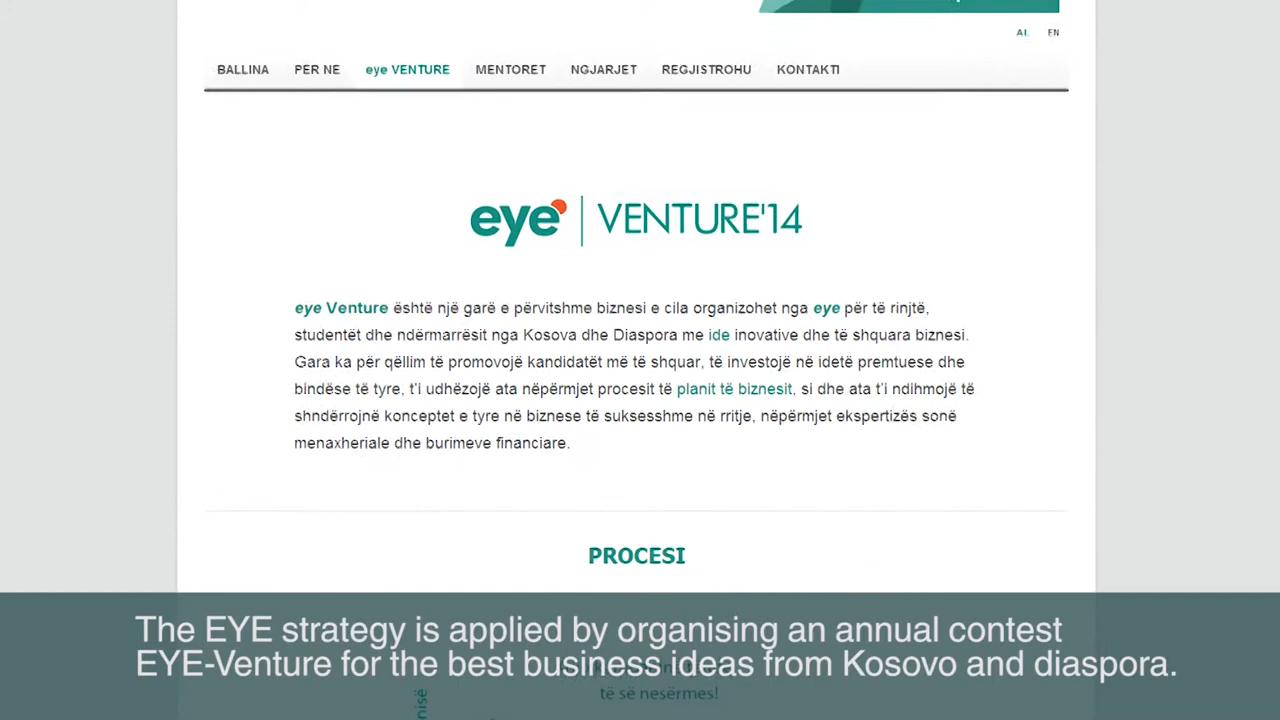 AL EN
BALLINA PER NE eye VENTURE MENTORET NGJARJET REGJISTROHU KONTAKTI
eye VENTURE'14
eye Venture është një garë e përvitshme biznesi e cila organizohet nga eye për të rinjtë,
studentët dhe ndërmarrësit nga Kosova dhe Diaspora me ide inovative dhe të shquara biznesi.
Gara ka për qëllim të promovojë kandidatët më të shquar, të investojë në idetë premtuese dhe
bindëse të tyre, t'i udhëzojë ata nëpërmjet procesit të planit të biznesit, si dhe ata t'i ndihmojë të
shndërrojnë konceptet e tyre në biznese të suksesshme në rritje, nëpërmjet ekspertizës sonë
menaxheriale dhe burimeve financiare.
PROCESI
The EYE strategy is applied by organising an annual contest
EYE-Venture for the best business ideas from Kosovo and diaspora.
të së nesërmes!